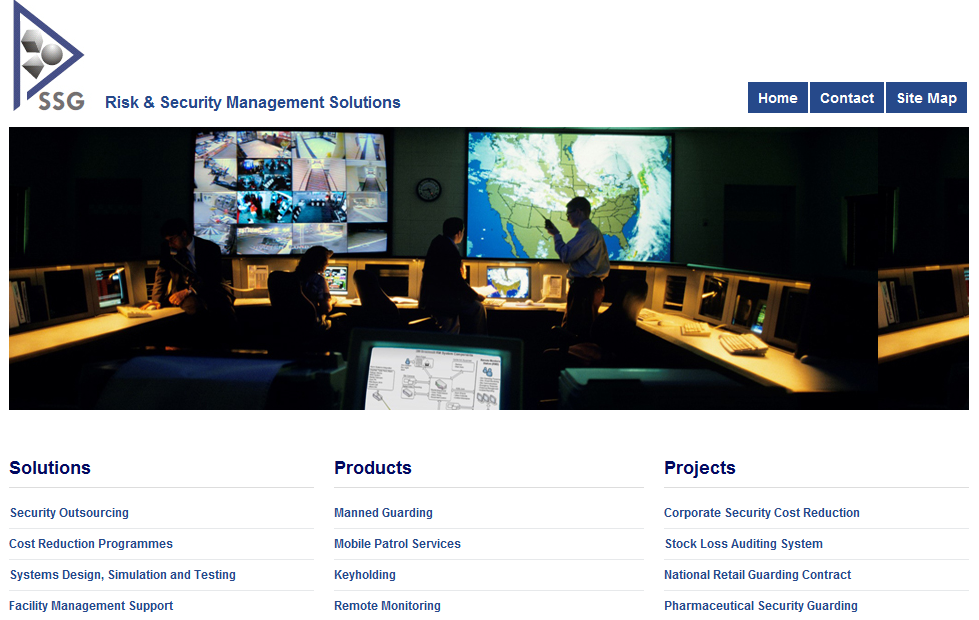 SSG
Risk & Security Management Solutions
Home
Contact
Site Map
Solutions
Security Outsourcing
Cost Reduction Programmes
Systems Design, Simulation and Testing
Facility Management Support
Products
Manned Guarding
Mobile Patrol Services
Keyholding
Remote Monitoring
Projects
Corporate Security Cost Reduction
Stock Loss Auditing System
National Retail Guarding Contract
Pharmaceutical Security Guarding